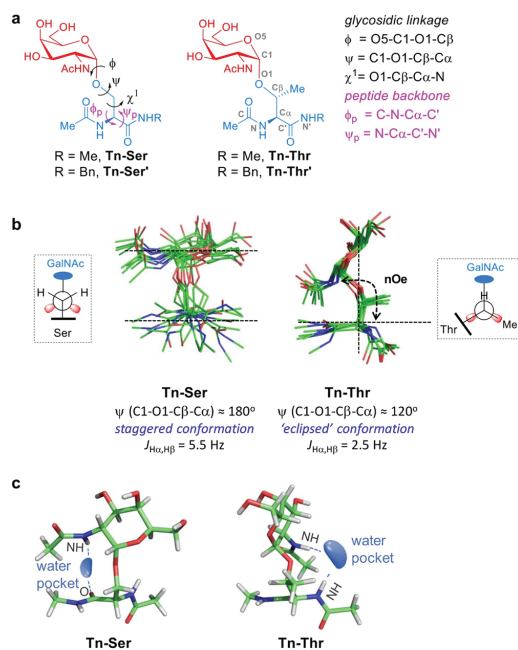 a
OH
OH
HO
AcHN
O
ϕ
O
ψ
χ¹
O
ϕp
ψp
Me
N
H
NHR
O
R = Me, Tn-Ser
R = Bn, Tn-Ser'
OH
OH
O5
HO
C1
AcHN
O1
O
Cβ
Me
O
C
Cα
Me
N
H
N
C'
NHR
N'
O
R = Me, Tn-Thr
R = Bn, Tn-Thr'
glycosidic linkage
ϕ = O5-C1-O1-Cβ
ψ = C1-O1-Cβ-Cα
χ¹= O1-Cβ-Cα-N
peptide backbone
ϕp = C-N-Cα-C'
ψp = N-Cα-C'-N'
b
GalNAc
H
H
Ser
nOe
GalNAc
H
Thr
Me
Tn-Ser
ψ (C1-O1-Cβ-Cα) ≈ 180º
staggered conformation
JHα,Hβ = 5.5 Hz
Tn-Thr
ψ (C1-O1-Cβ-Cα) ≈ 120º
'eclipsed' conformation
JHα,Hβ = 2.5 Hz
c
NH
water
pocket
O
Tn-Ser
NH
water
pocket
NH
Tn-Thr